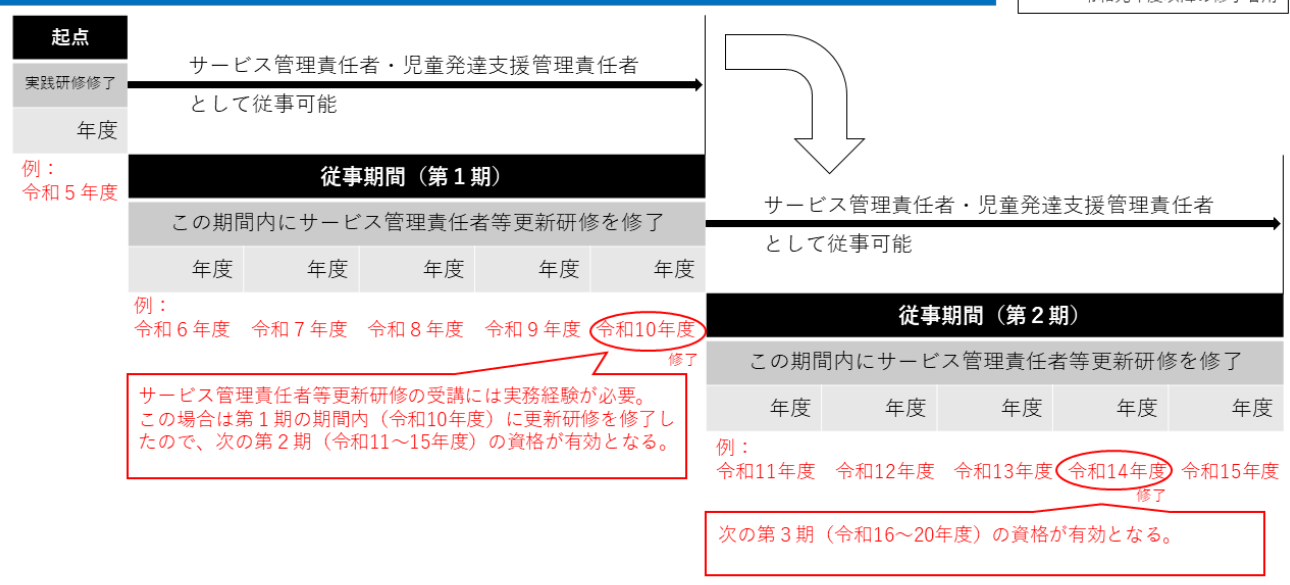 起点
実践研修修了
年度
例：
令和５年度
サービス管理責任者・児童発達支援管理責任者
として従事可能
従事期間（第１期）
この期間内にサービス管理責任者等更新研修を修了
年度 年度 年度 年度 年度
例：
令和６年度 令和７年度 令和８年度 令和９年度 令和10年度
修了
サービス管理責任者等更新研修の受講には実務経験が必要。
この場合は第１期の期間内（令和10年度）に更新研修を修了し
たので、次の第２期（令和11～15年度）の資格が有効となる。
サービス管理責任者・児童発達支援管理責任者
として従事可能
従事期間（第２期）
この期間内にサービス管理責任者等更新研修を修了
年度 年度 年度 年度 年度
例：
令和11年度 令和12年度 令和13年度 令和14年度 令和15年度
修了
次の第３期（令和16～20年度）の資格が有効となる。